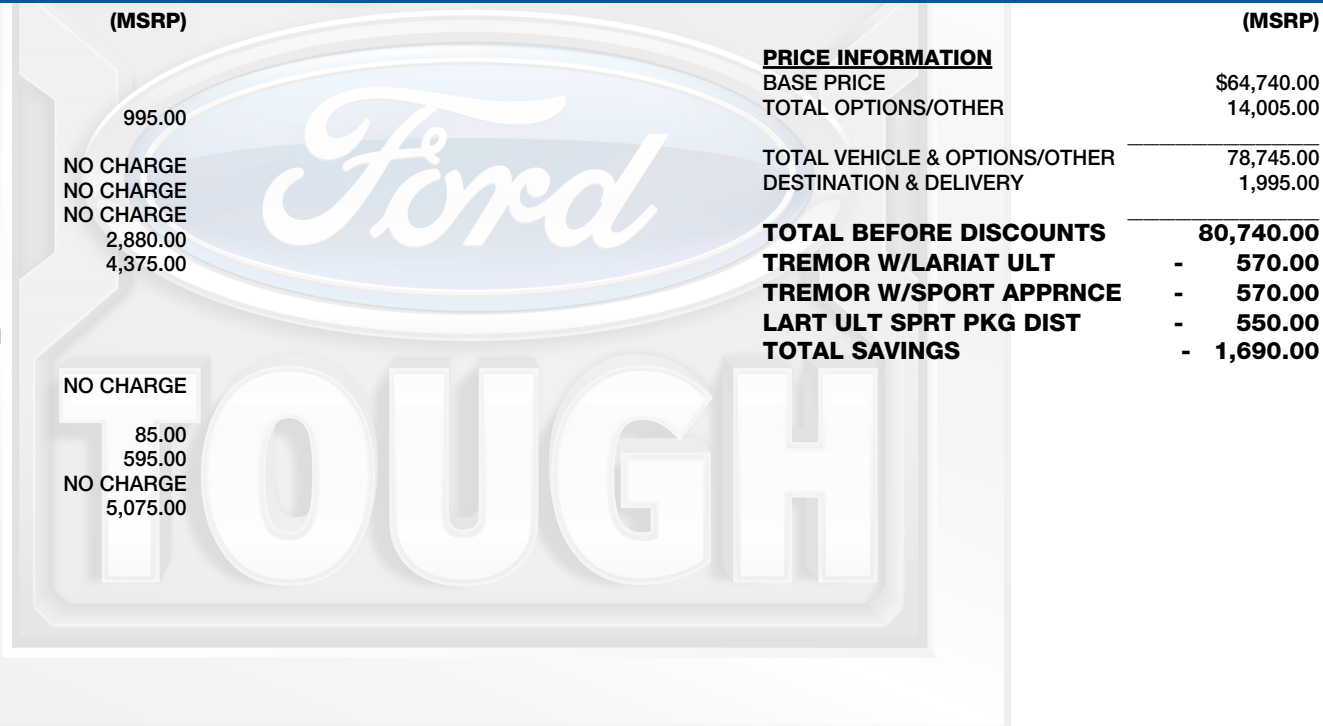 (MSRP)
995.00
NO CHARGE
NO CHARGE
NO CHARGE
2,880.00
4,375.00
NO CHARGE
85.00
595.00
NO CHARGE
5,075.00
Ford
TOUGH
(MSRP)
PRICE INFORMATION
BASE PRICE $64,740.00
TOTAL OPTIONS/OTHER 14,005.00
TOTAL VEHICLE & OPTIONS/OTHER 78,745.00
DESTINATION & DELIVERY 1,995.00
TOTAL BEFORE DISCOUNTS 80,740.00
TREMOR W/LARIAT ULT - 570.00
TREMOR W/SPORT APPRNCE - 570.00
LART ULT SPRT PKG DIST - 550.00
TOTAL SAVINGS - 1,690.00